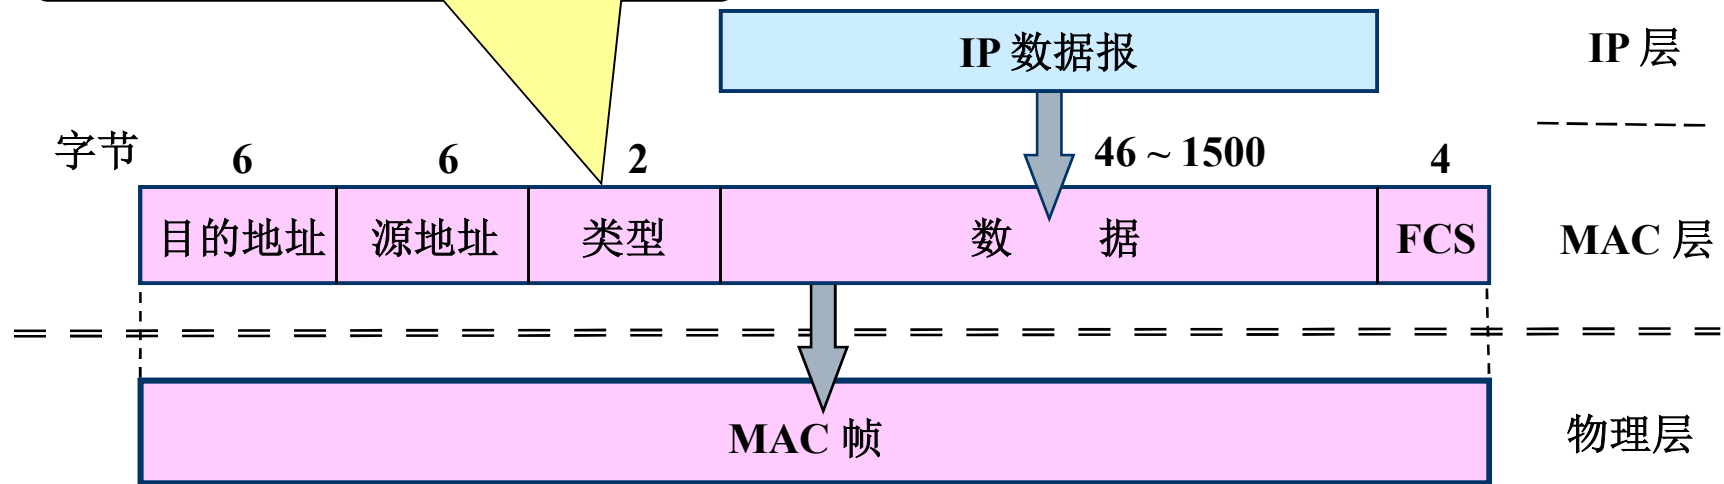 IP 数据报
IP 层
字节 6 6 2 46 ~ 1500 4
目的地址 源地址 类型 数 据 FCS MAC 层
MAC 帧
物理层